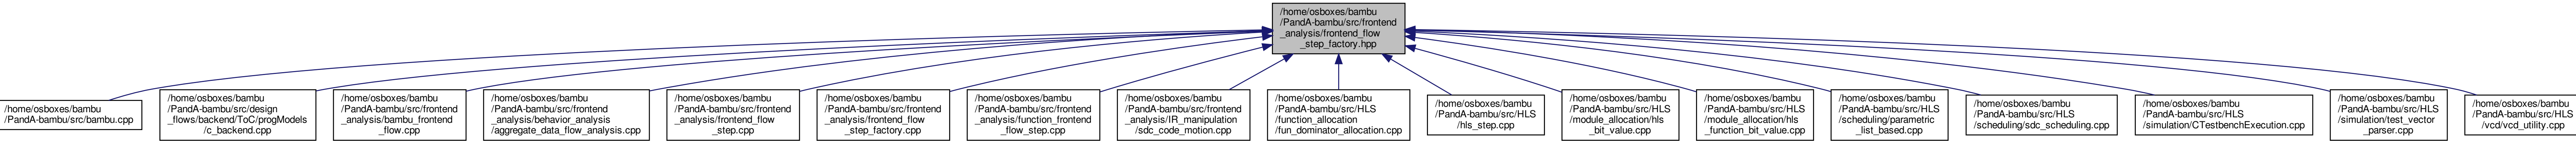 /home/osboxes/bambu
/PandA-bambu/src/frontend
_analysis/frontend_flow
_step_factory.hpp
/home/osboxes/bambu
/PandA-bambu/src/bambu.cpp
/home/osboxes/bambu
/PandA-bambu/src/design
_flows/backend/ToC/progModels
/c_backend.cpp
/home/osboxes/bambu
/PandA-bambu/src/frontend
_analysis/bambu_frontend
_flow.cpp
/home/osboxes/bambu
/PandA-bambu/src/frontend
_analysis/behavior_analysis
/aggregate_data_flow_analysis.cpp
/home/osboxes/bambu
/PandA-bambu/src/frontend
_analysis/frontend_flow
_step.cpp
/home/osboxes/bambu
/PandA-bambu/src/frontend
_analysis/frontend_flow
_step_factory.cpp
/home/osboxes/bambu
/PandA-bambu/src/frontend
_analysis/function_frontend
_flow_step.cpp
/home/osboxes/bambu
/PandA-bambu/src/frontend
_analysis/IR_manipulation
/sdc_code_motion.cpp
/home/osboxes/bambu
/PandA-bambu/src/HLS
/function_allocation
/fun_dominator_allocation.cpp
/home/osboxes/bambu
/PandA-bambu/src/HLS
/hls_step.cpp
/home/osboxes/bambu
/PandA-bambu/src/HLS
/module_allocation/hls
_bit_value.cpp
/home/osboxes/bambu
/PandA-bambu/src/HLS
/module_allocation/hls
_function_bit_value.cpp
/home/osboxes/bambu
/PandA-bambu/src/HLS
/scheduling/parametric
_list_based.cpp
/home/osboxes/bambu
/PandA-bambu/src/HLS
/scheduling/sdc_scheduling.cpp
/home/osboxes/bambu
/PandA-bambu/src/HLS
/simulation/CTestbenchExecution.cpp
/home/osboxes/bambu
/PandA-bambu/src/HLS
/simulation/test_vector
_parser.cpp
/home/osboxes/bambu
/PandA-bambu/src/HLS
/vcd/vcd_utility.cpp